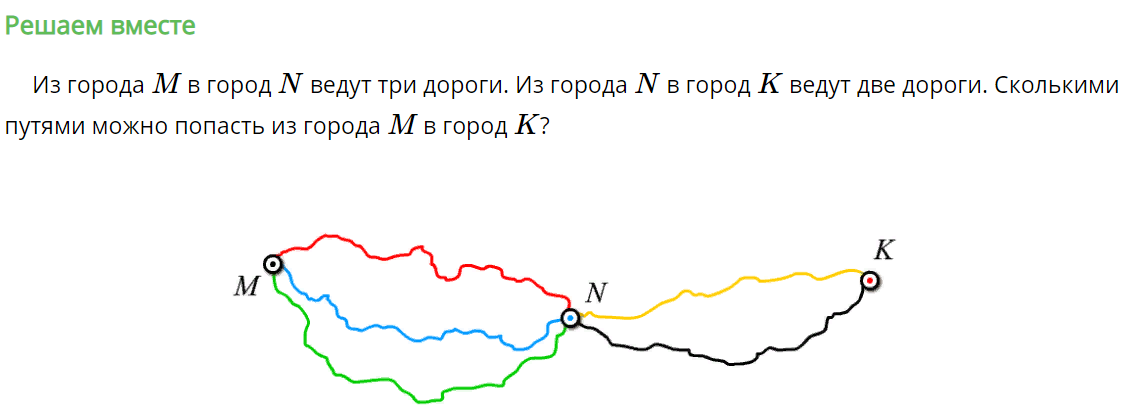 Решаем вместе
Из города M в город N ведут три дороги. Из города N в город K ведут две дороги. Сколькими
путями можно попасть из города M в город K?
K
M
N